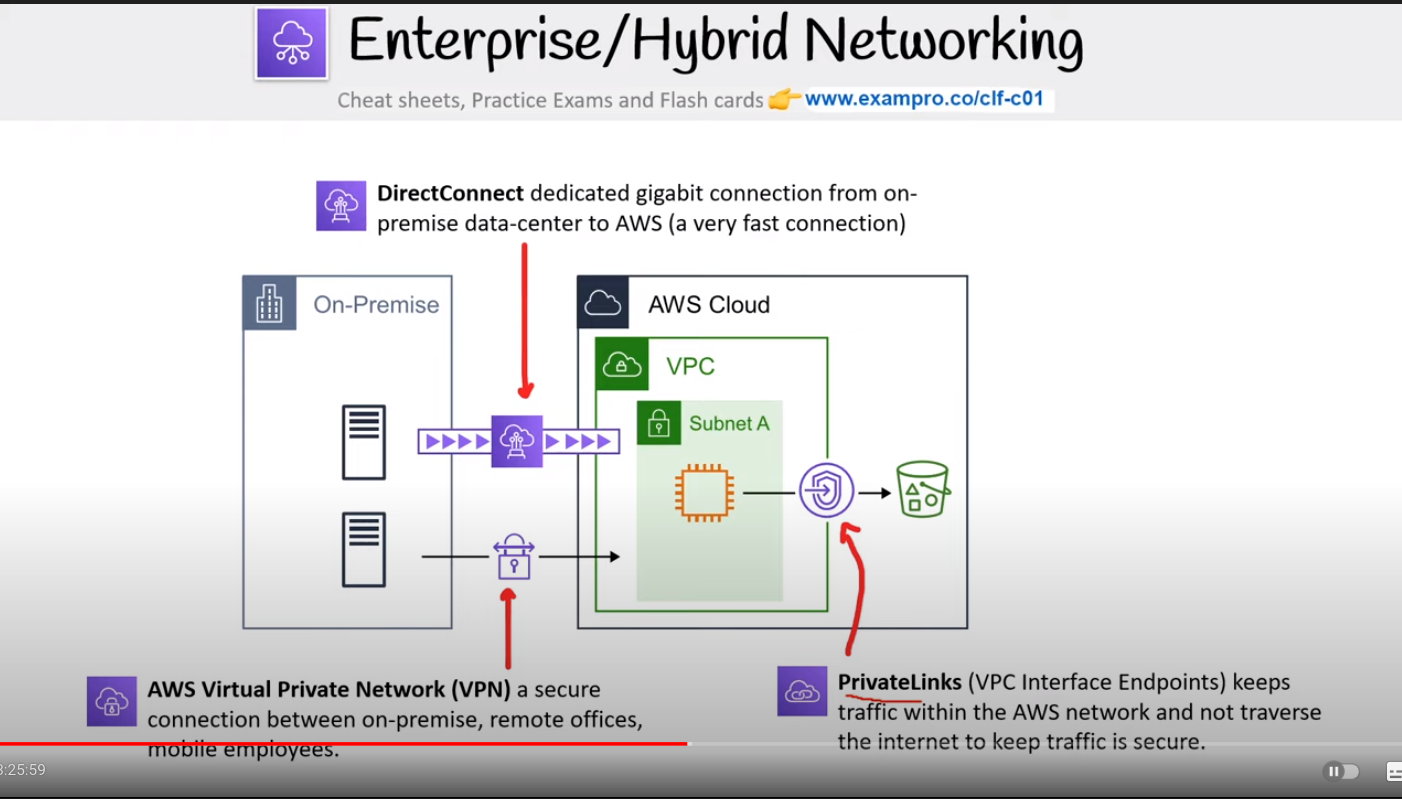 Enterprise/Hybrid Networking
Cheat sheets, Practice Exams and Flash cards 👉 www.exampro.co/clf-c01
DirectConnect dedicated gigabit connection from on-
premise data-center to AWS (a very fast connection)
On-Premise
AWS Cloud
VPC
Subnet A
AWS Virtual Private Network (VPN) a secure
connection between on-premise, remote offices,
mobile employees.
PrivateLinks (VPC Interface Endpoints) keeps
traffic within the AWS network and not traverse
the internet to keep traffic is secure.
:25:59